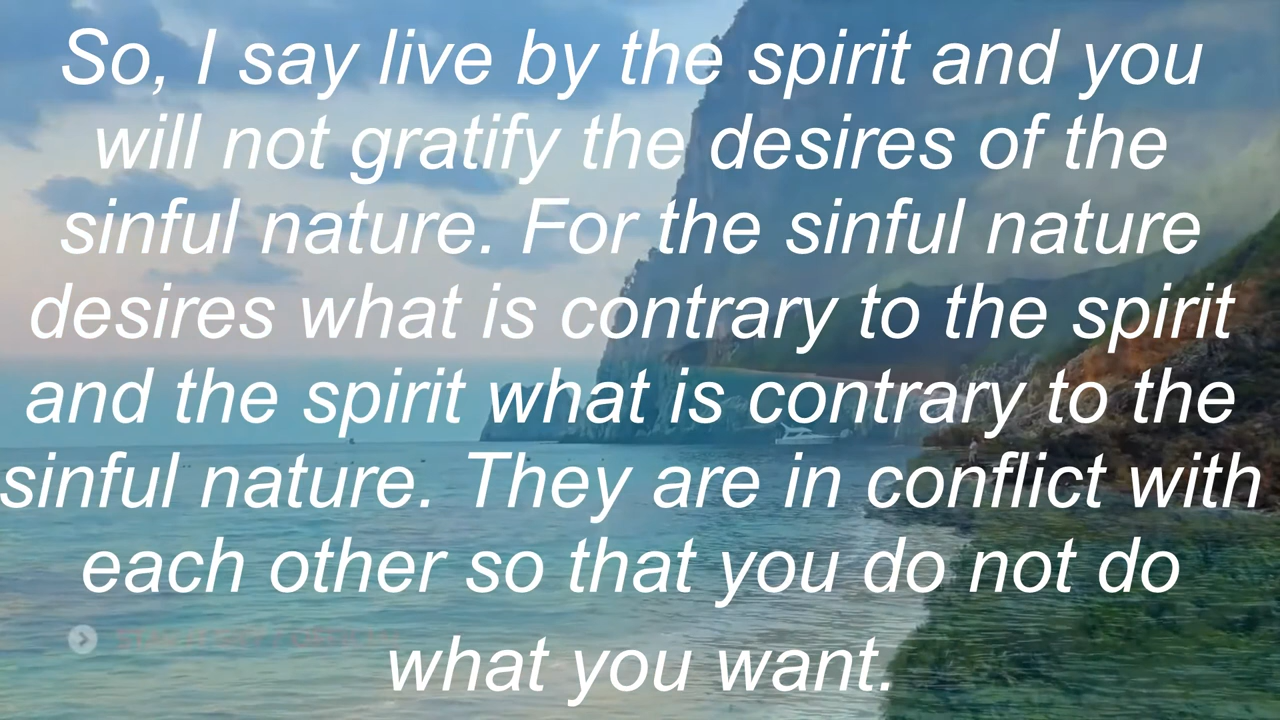 So, I say live by the spirit and you
will not gratify the desires of the
sinful nature. For the sinful nature
desires what is contrary to the spirit
and the spirit what is contrary to the
sinful nature. They are in conflict with
each other so that you do not do
what you want.